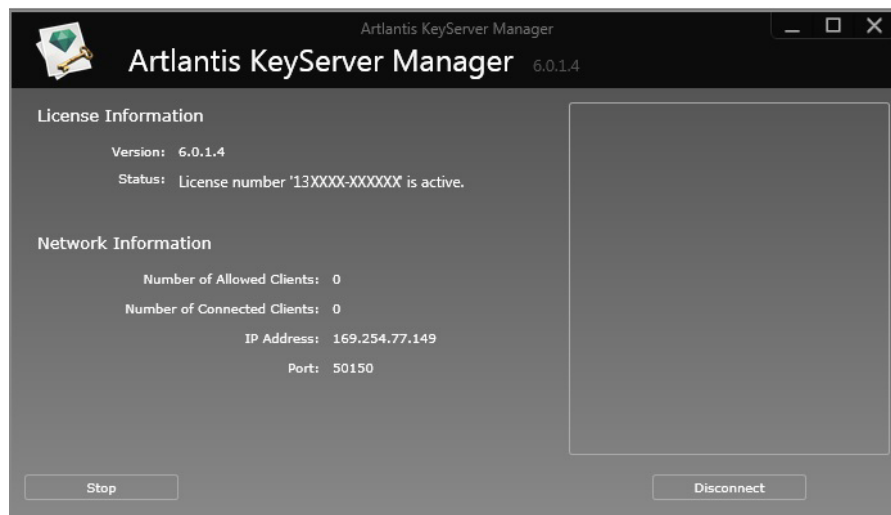 Artlantis KeyServer Manager
Artlantis KeyServer Manager 6.0.1.4
License Information
Version: 6.0.1.4
Status: License number '13XXXX-XXXXXX' is active.
Network Information
Number of Allowed Clients: 0
Number of Connected Clients: 0
IP Address: 169.254.77.149
Port: 50150
Stop
Disconnect